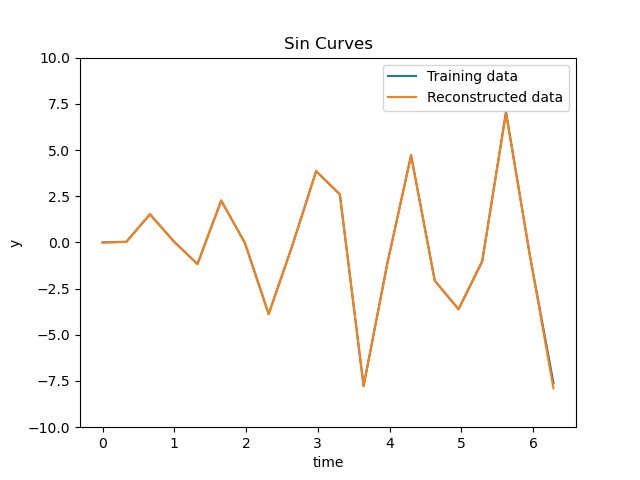 Sin Curves
Training data
Reconstructed data
10.0
7.5
5.0
2.5
0.0
−2.5
−5.0
−7.5
−10.0
y
0 1 2 3 4 5 6
time